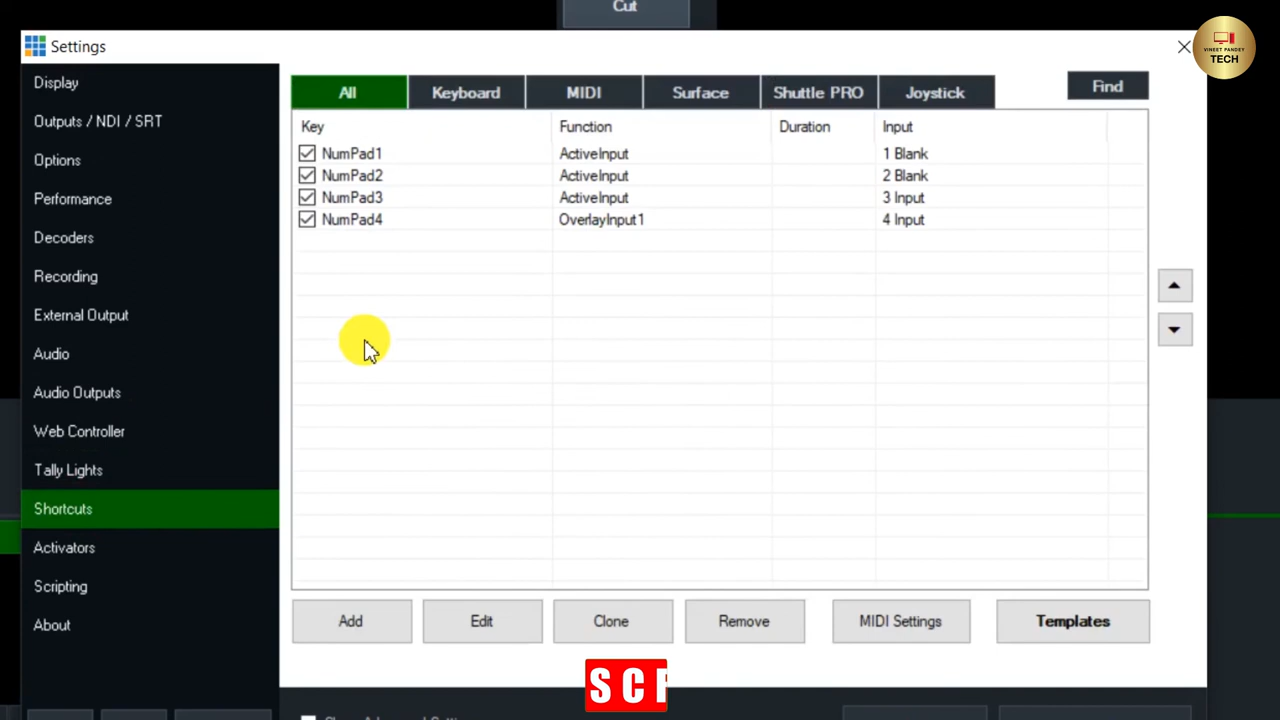 Cut
Settings
VINEET PANDEY
TECH
Display
Outputs / NDI / SRT
Options
Performance
Decoders
Recording
External Output
Audio
Audio Outputs
Web Controller
Tally Lights
Shortcuts
Activators
Scripting
About
All Keyboard MIDI Surface Shuttle PRO Joystick Find
Key Function Duration Input
NumPad1 ActiveInput 1 Blank
NumPad2 ActiveInput 2 Blank
NumPad3 ActiveInput 3 Input
NumPad4 OverlayInput1 4 Input
Add Edit Clone Remove MIDI Settings Templates
SC